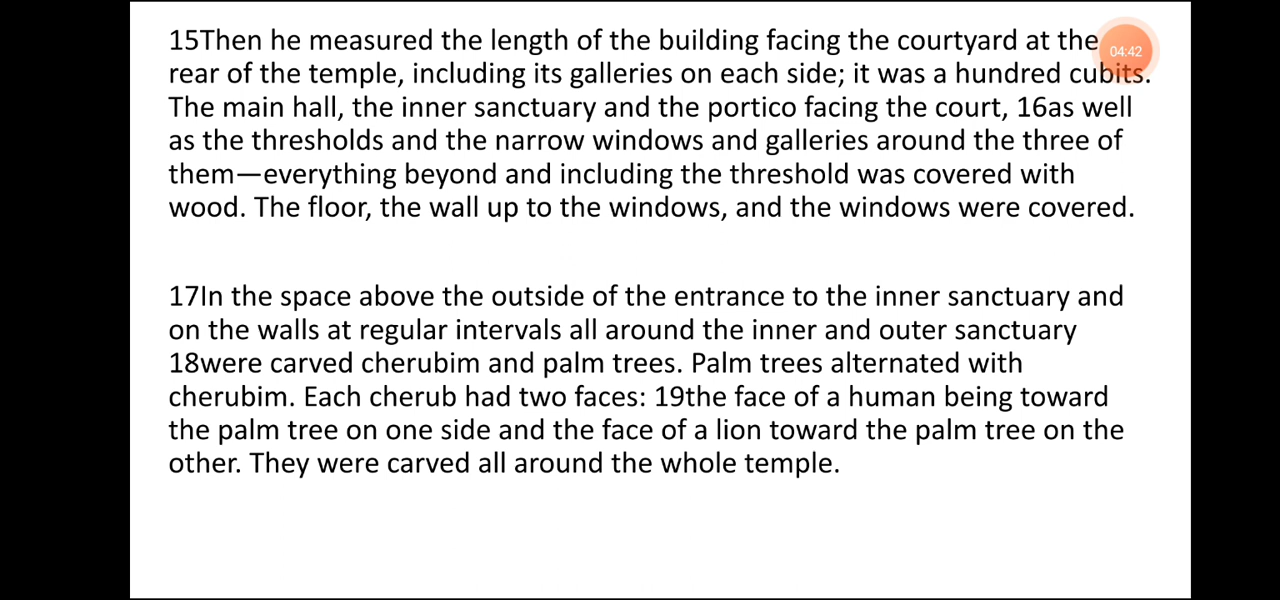 15Then he measured the length of the building facing the courtyard at the
rear of the temple, including its galleries on each side; it was a hundred cubits.
The main hall, the inner sanctuary and the portico facing the court, 16as well
as the thresholds and the narrow windows and galleries around the three of
them—everything beyond and including the threshold was covered with
wood. The floor, the wall up to the windows, and the windows were covered.
17In the space above the outside of the entrance to the inner sanctuary and
on the walls at regular intervals all around the inner and outer sanctuary
18were carved cherubim and palm trees. Palm trees alternated with
cherubim. Each cherub had two faces: 19the face of a human being toward
the palm tree on one side and the face of a lion toward the palm tree on the
other. They were carved all around the whole temple.
04:42